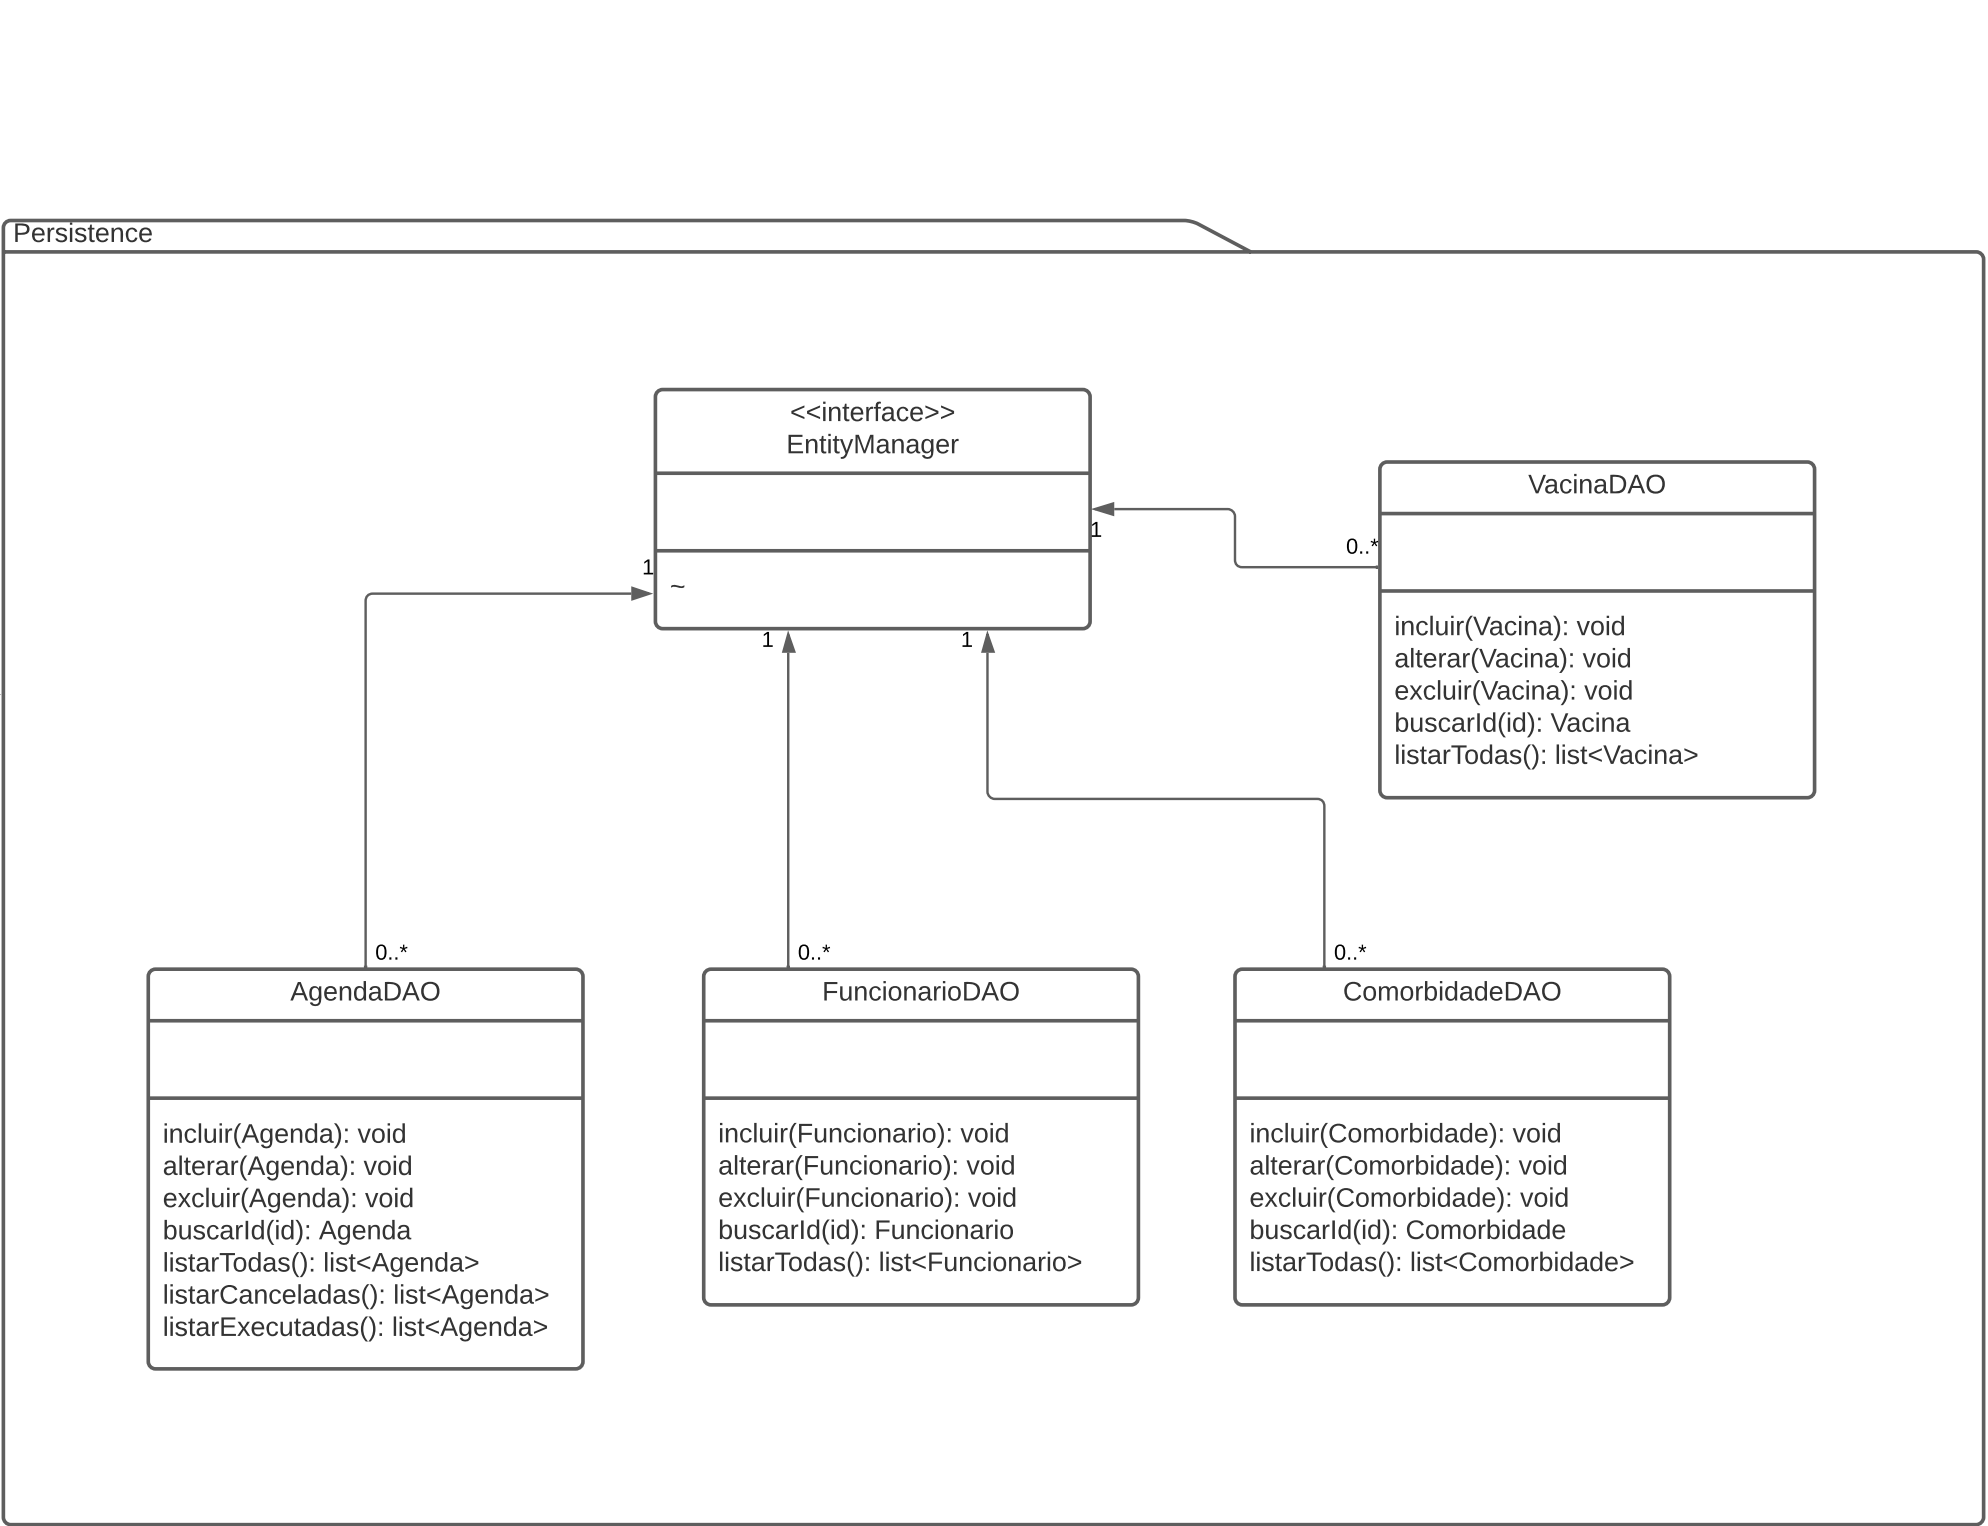 Persistence
<<interface>>
EntityManager
~
1
1
1
1
VacinaDAO
0..*
incluir(Vacina): void
alterar(Vacina): void
excluir(Vacina): void
buscarId(id): Vacina
listarTodas(): list<Vacina>
0..*
AgendaDAO
incluir(Agenda): void
alterar(Agenda): void
excluir(Agenda): void
buscarId(id): Agenda
listarTodas(): list<Agenda>
listarCanceladas(): list<Agenda>
listarExecutadas(): list<Agenda>
0..*
FuncionarioDAO
incluir(Funcionario): void
alterar(Funcionario): void
excluir(Funcionario): void
buscarId(id): Funcionario
listarTodas(): list<Funcionario>
0..*
ComorbidadeDAO
incluir(Comorbidade): void
alterar(Comorbidade): void
excluir(Comorbidade): void
buscarId(id): Comorbidade
listarTodas(): list<Comorbidade>